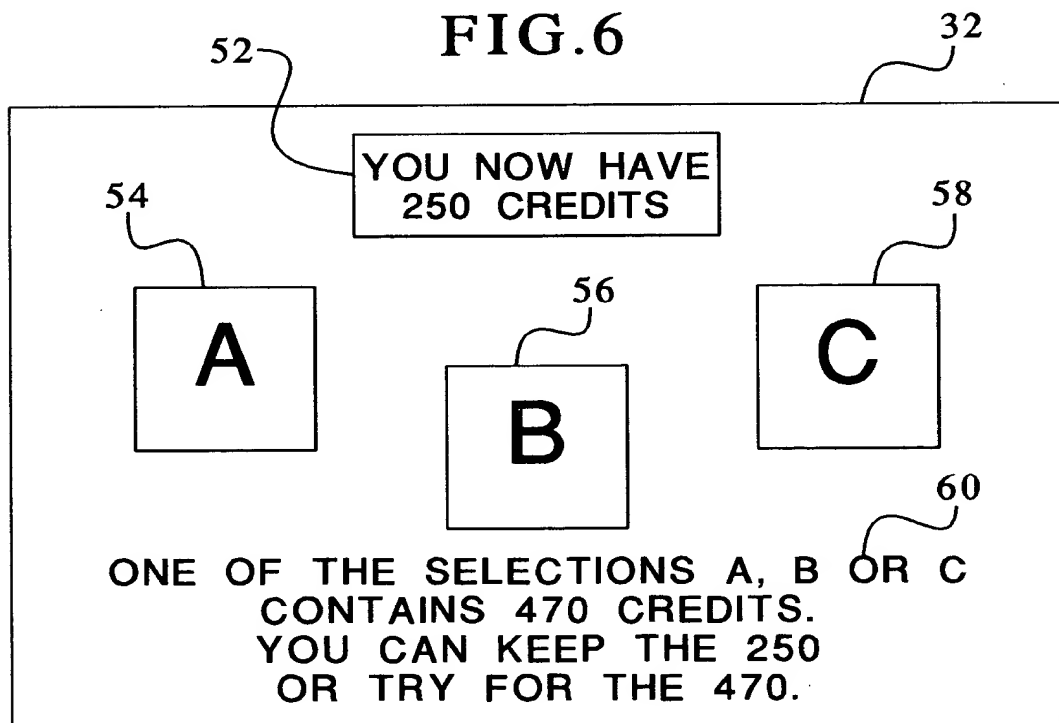 FIG.6
52
32
YOU NOW HAVE
250 CREDITS
54
58
A
56
C
B
60
ONE OF THE SELECTIONS A, B OR C
CONTAINS 470 CREDITS.
YOU CAN KEEP THE 250
OR TRY FOR THE 470.